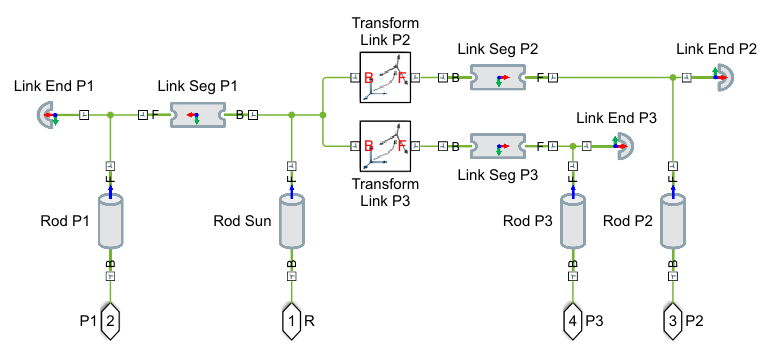 Transform
Link P2
Link Seg P2
Link End P2
B F
B F
Link End P1
Link Seg P1
F B
Link End P3
B F
B F
Transform
Link P3
Link Seg P3
F
F
F
F
Rod P1
Rod Sun
Rod P3
Rod P2
B
B
B
B
P1 2
1 R
4 P3
3 P2